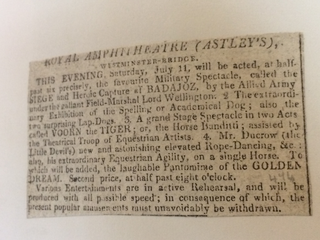 ROYAL AMPHITHEATRE (ASTLEY'S),
WESTMINSTER-BRIDGE.
THIS EVENING, Saturday, July 11, will be acted, at half-
past six precisely, the favourite Military Spectacle, called the
SIEGE and Heroic Capture of BADAJOZ, by the Allied Army
under the valiant Field-Marshal Lord Wellington. 2. The extraordi-
nary Exhibition of the Spelling or Academical Dog; also the
two surprising Lap-Dogs. 3. A grand Stage Spectacle in two Acts
called VOORN the TIGER; or, the Horse Banditti; assisted by
the Theatrical Troop of Equestrian Artists. 4. Mr. Ducrow (the
Little Devil's) new and astonishing elevated Rope-Dancing, &c.:
also, his extraordinary Equestrian Agility, on a single Horse. To
which will be added, the laughable Pantomime of the GOLDEN
DREAM. Second price, at half past eight o'clock.
Various Entertainments are in active Rehearsal, and will be
produced with all possible speed; in consequence of which, the
present popular amusements must unavoidably be withdrawn.